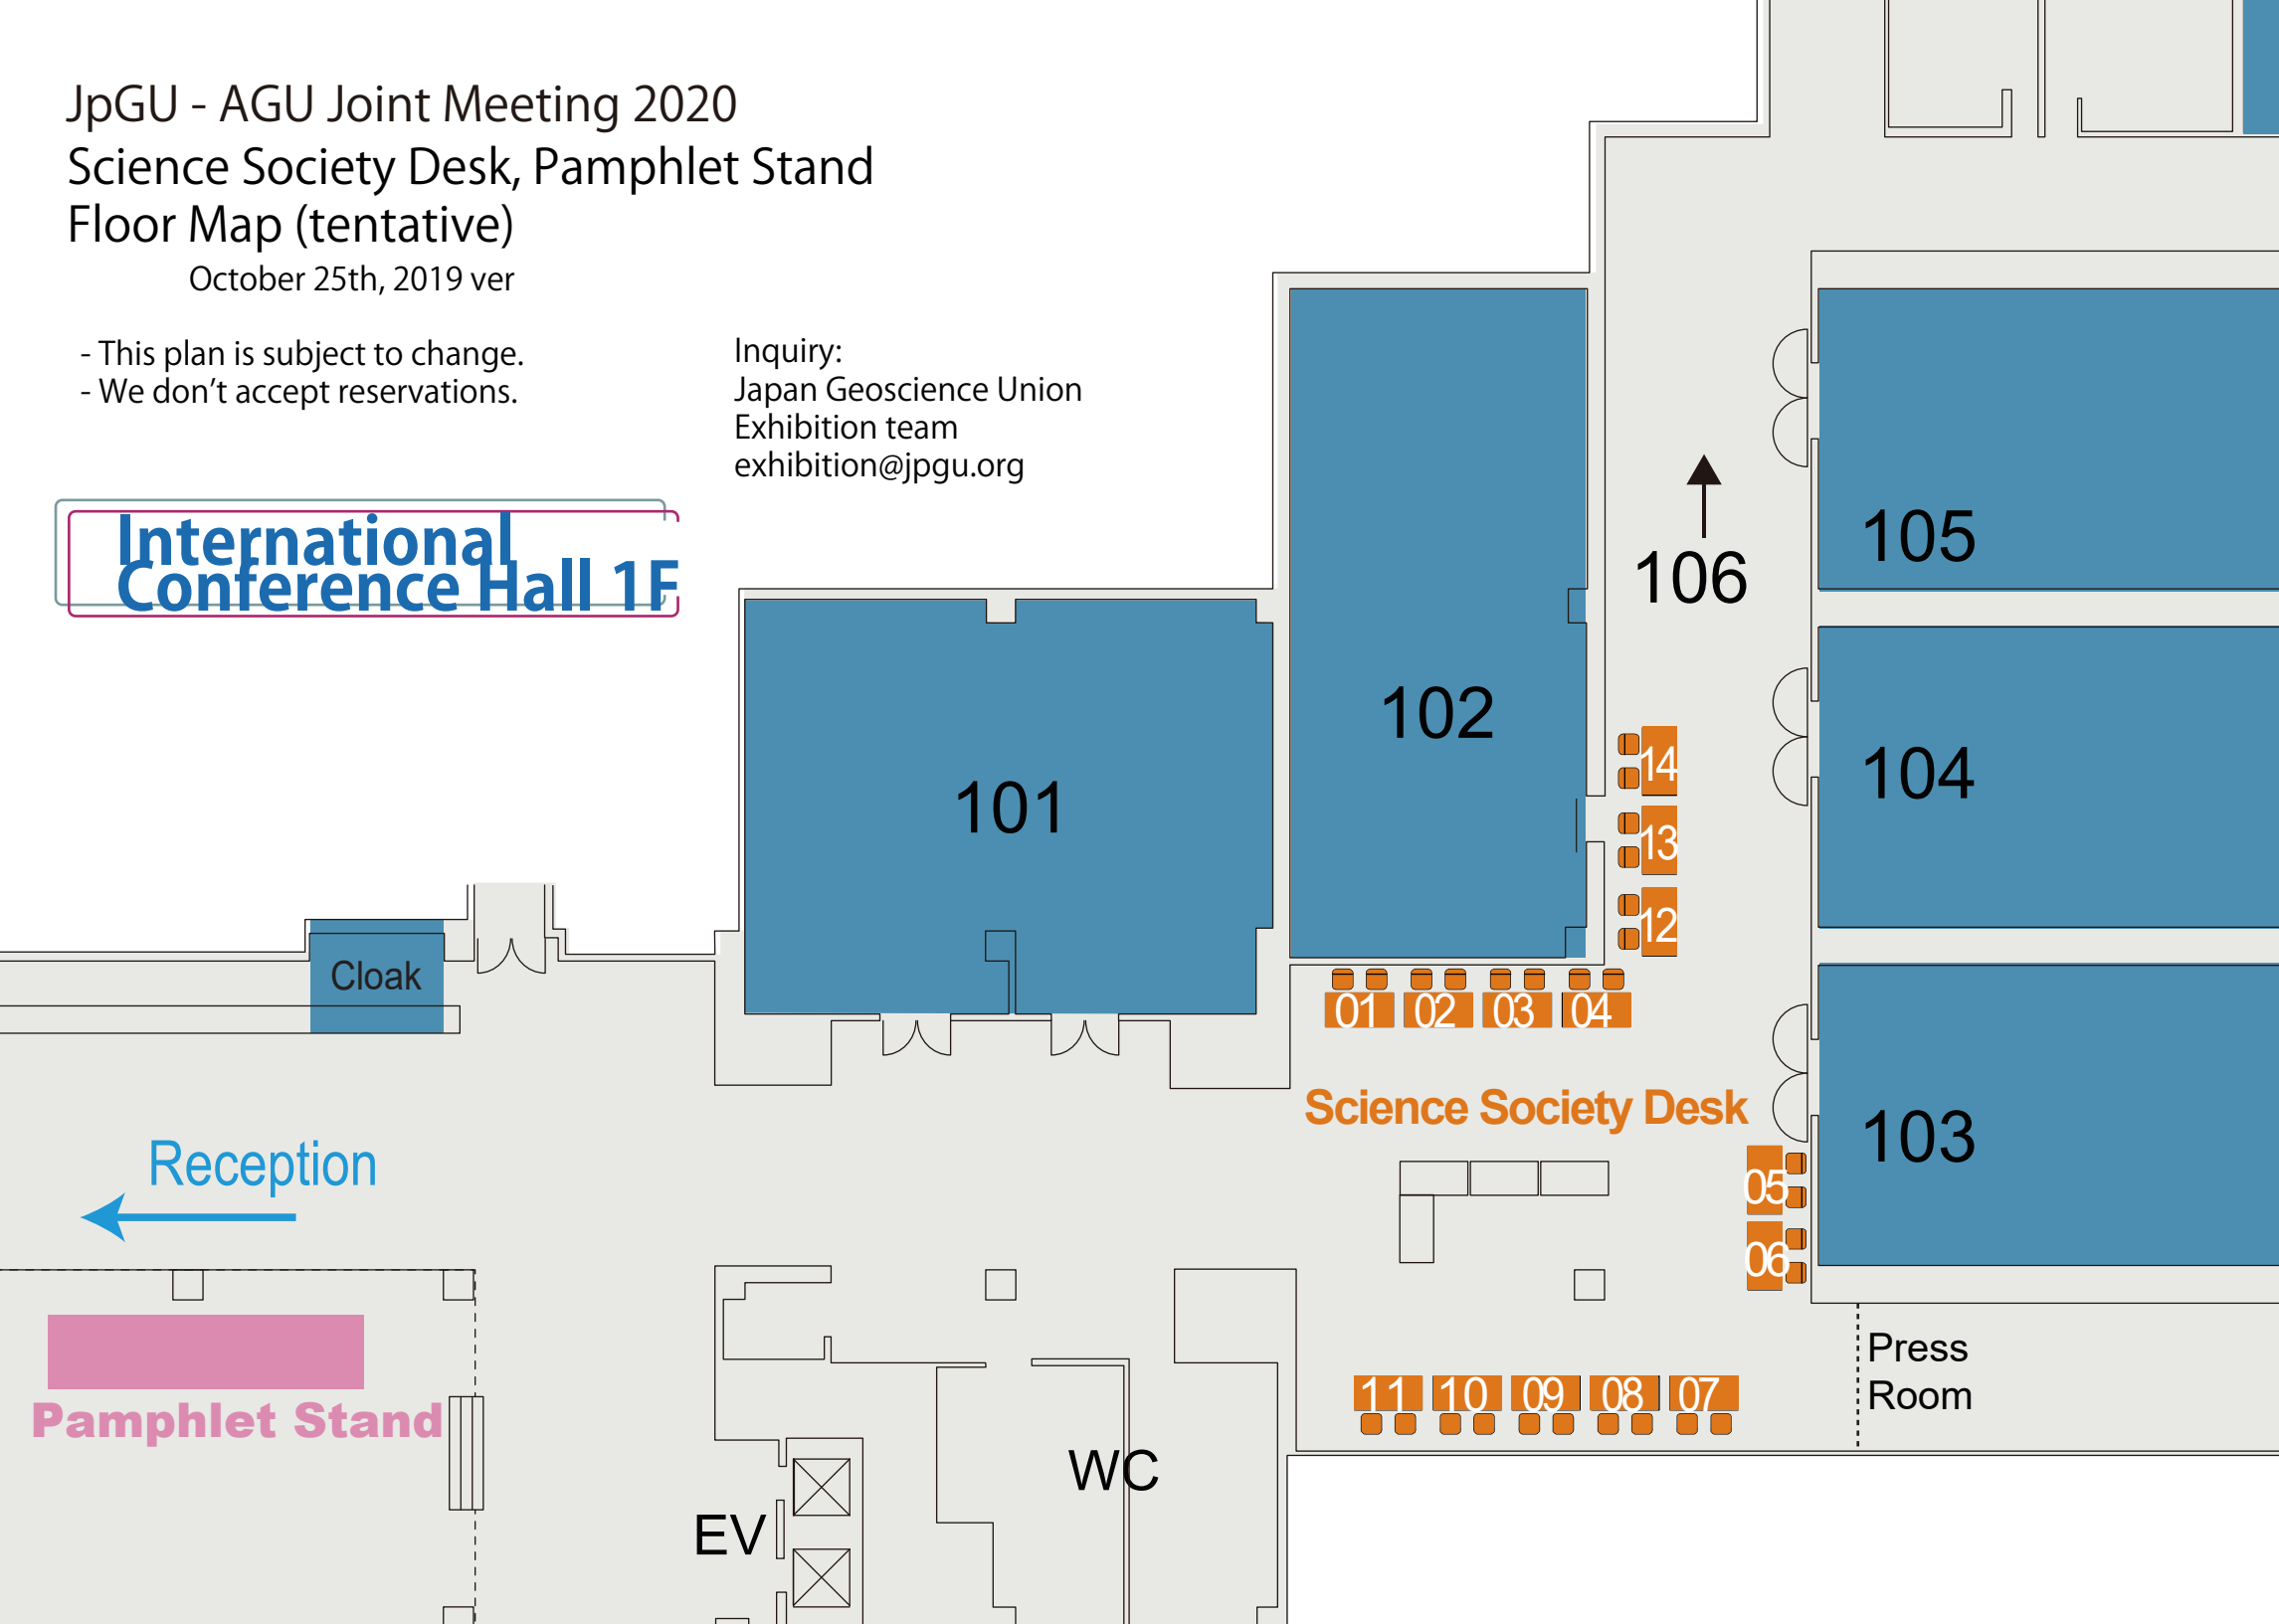 JpGU - AGU Joint Meeting 2020
Science Society Desk, Pamphlet Stand
Floor Map (tentative)
October 25th, 2019 ver
- This plan is subject to change.
- We don’t accept reservations.
Inquiry:
Japan Geoscience Union
Exhibition team
exhibition@jpgu.org
International
Conference Hall 1F
105
106
102
104
101
14
13
12
Cloak
01 02 03 04
Science Society Desk
103
Reception
05
06
Press
Room
Pamphlet Stand
11 10 09 08 07
WC
EV